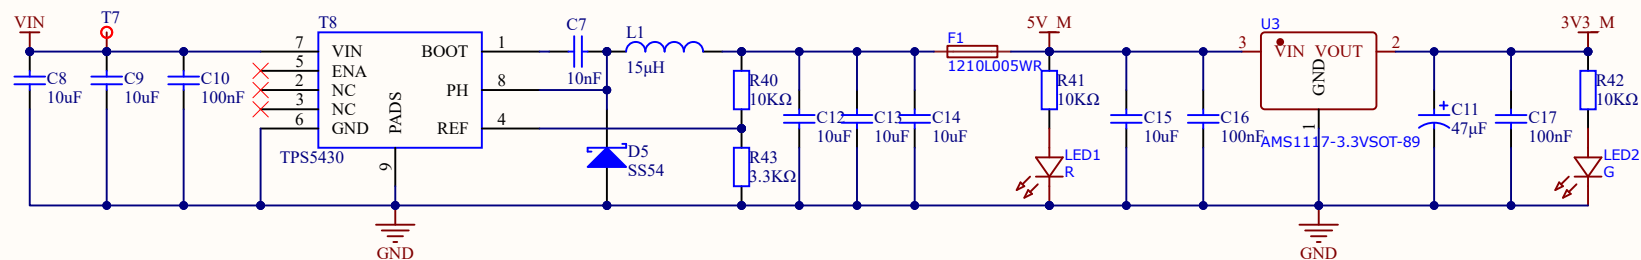 VIN
T7
C8
10uF
C9
10uF
C10
100nF
T8
7
VIN
5
ENA
2
NC
3
NC
6
GND
BOOT
1
PH
8
REF
4
PADS
9
TPS5430
GND
C7
10nF
L1
15μH
D5
SS54
R40
10KΩ
R43
3.3KΩ
C12
10uF
C13
10uF
C14
10uF
F1
1210L005WR
5V_M
R41
10KΩ
LED1
R
C15
10uF
C16
100nF
U3
3
VIN
VOUT
2
GND
1
AMS1117-3.3VSOT-89
GND
C11
47μF
C17
100nF
3V3_M
R42
10KΩ
LED2
G